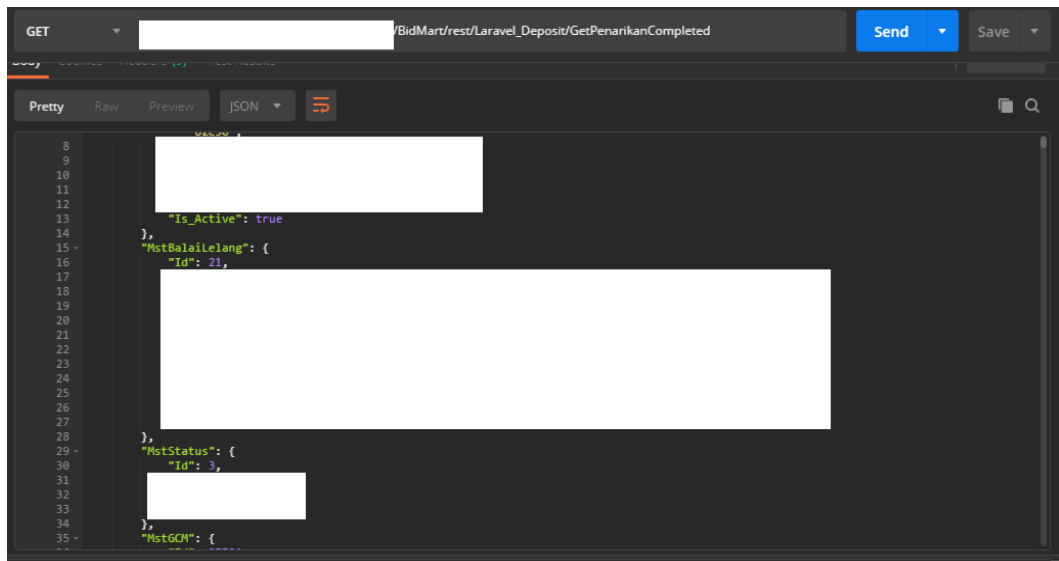 GET /BidMart/rest/Laravel_Deposit/GetPenarikanCompleted Send Save
Pretty Raw Preview JSON
8
9
10
11
12
13 "Is_Active": true
14 },
15 "MstBalaiLelang": {
16 "Id": 21,
17
18
19
20
21
22
23
24
25
26
27
28 },
29 "MstStatus": {
30 "Id": 3,
31
32
33
34 },
35 "MstGCM": {